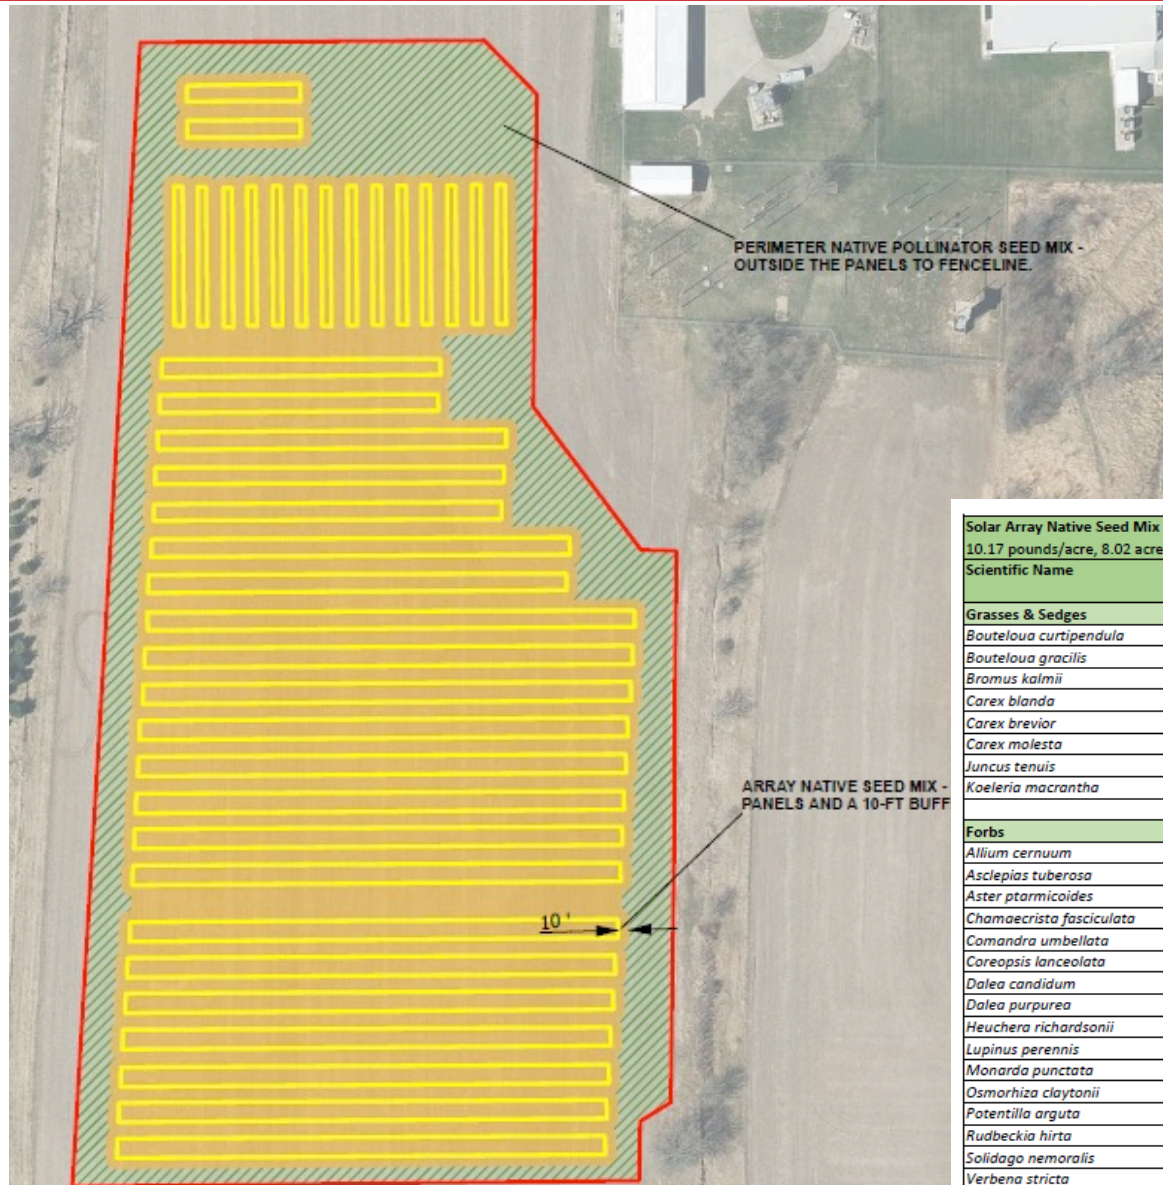 PERIMETER NATIVE POLLINATOR SEED MIX -
OUTSIDE THE PANELS TO FENCELINE.
Solar Array Native Seed Mix
10.17 pounds/acre, 8.02 acre
Scientific Name
Grasses & Sedges
Bouteloua curtipendula
Bouteloua gracilis
Bromus kalmii
Carex blanda
Carex brevior
Carex molesta
Juncus tenuis
Koeleria macrantha
Forbs
Allium cernuum
Asclepias tuberosa
Aster ptarmicoides
Chamaecrista fasciculata
Comandra umbellata
Coreopsis lanceolata
Dalea candidum
Dalea purpurea
Heuchera richardsonii
Lupinus perennis
Monarda punctata
Osmorhiza claytonii
Potentilla arguta
Rudbeckia hirta
Solidago nemoralis
Verbena stricta
ARRAY NATIVE SEED MIX -
PANELS AND A 10-FT BUFF
10 '